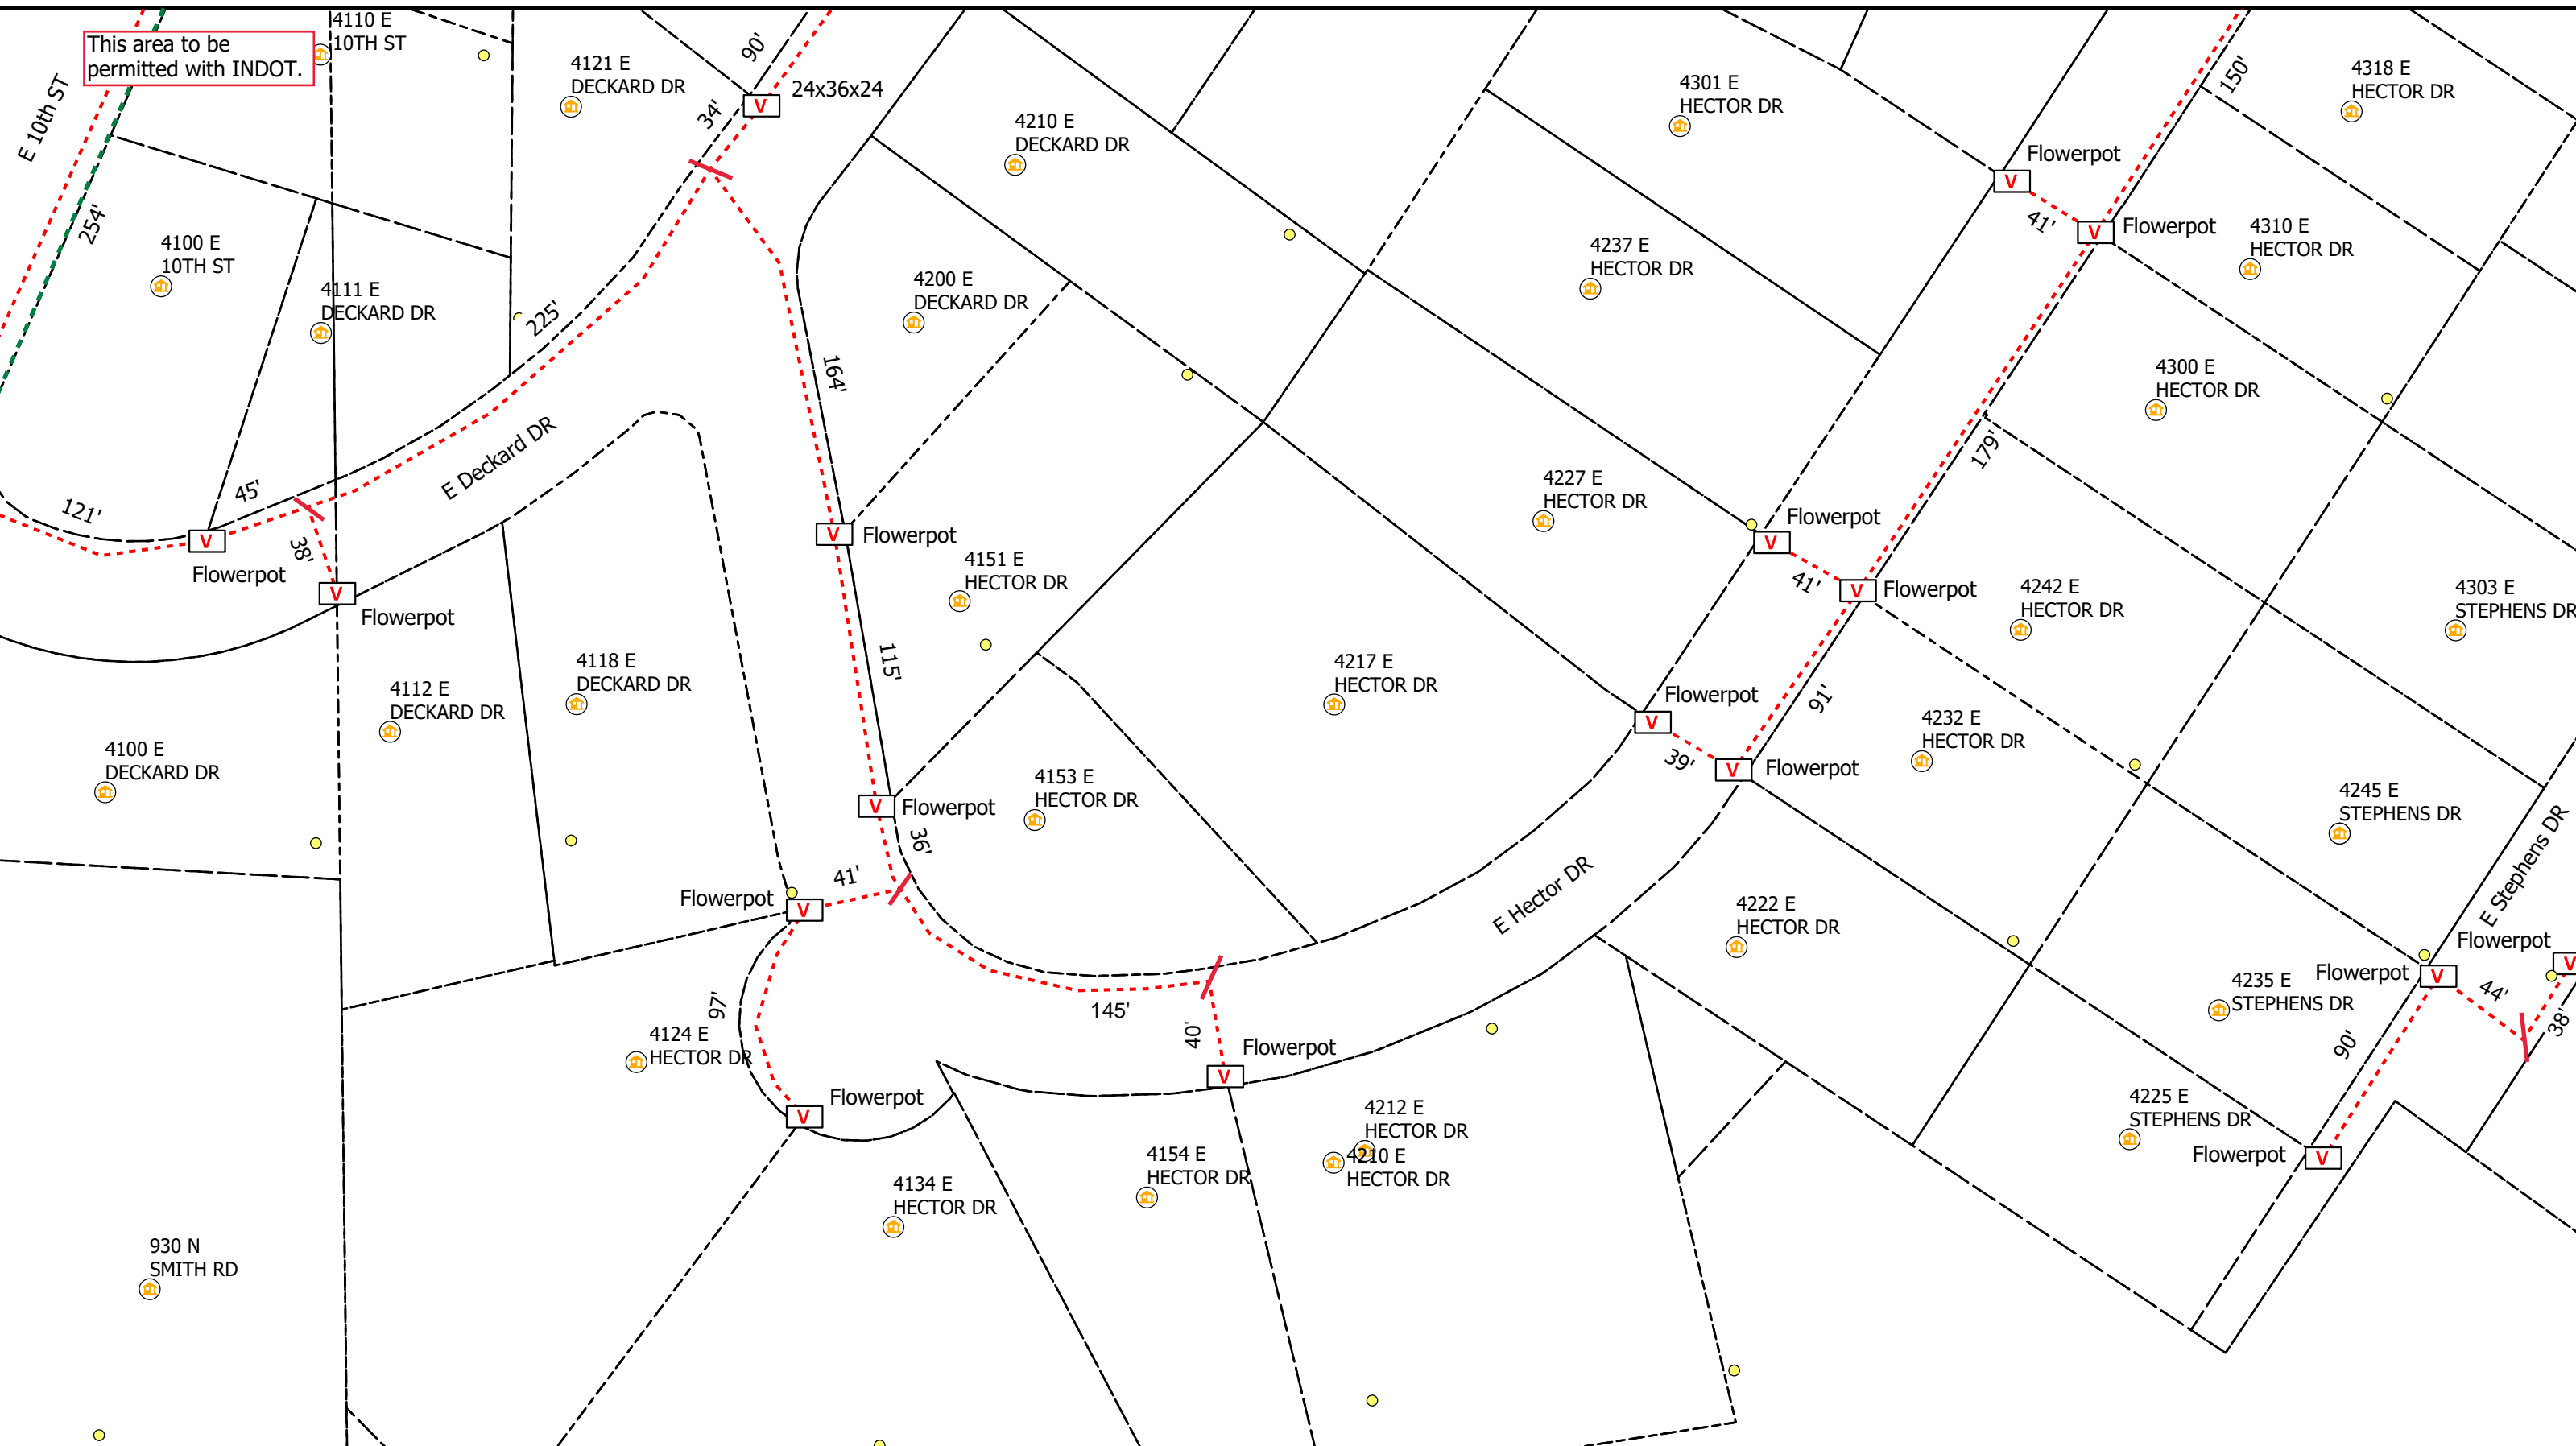 This area to be
permitted with INDOT.
4110 E
10TH ST
4121 E
DECKARD DR
90'
34'
24x36x24
V
E 10th ST
254'
4100 E
10TH ST
4111 E
DECKARD DR
225'
4210 E
DECKARD DR
4200 E
DECKARD DR
164'
4301 E
HECTOR DR
4237 E
HECTOR DR
150'
4318 E
HECTOR DR
Flowerpot
V
41'
V
Flowerpot
4310 E
HECTOR DR
4300 E
HECTOR DR
179'
E Deckard DR
121'
45'
V
Flowerpot
38'
V
Flowerpot
V
Flowerpot
4151 E
HECTOR DR
115'
4227 E
HECTOR DR
Flowerpot
V
41'
V
Flowerpot
4242 E
HECTOR DR
4303 E
STEPHENS DR
4118 E
DECKARD DR
4112 E
DECKARD DR
4100 E
DECKARD DR
4217 E
HECTOR DR
Flowerpot
V
39'
V
Flowerpot
91'
4232 E
HECTOR DR
4153 E
HECTOR DR
V
Flowerpot
36'
4245 E
STEPHENS DR
E Stephens DR
E Hector DR
41'
Flowerpot
V
4222 E
HECTOR DR
Flowerpot
V
Flowerpot
V
44'
38'
4235 E
STEPHENS DR
90'
97'
145'
40'
4124 E
HECTOR DR
Flowerpot
V
Flowerpot
V
4212 E
HECTOR DR
4210 E
HECTOR DR
4154 E
HECTOR DR
4134 E
HECTOR DR
4225 E
STEPHENS DR
Flowerpot
V
930 N
SMITH RD